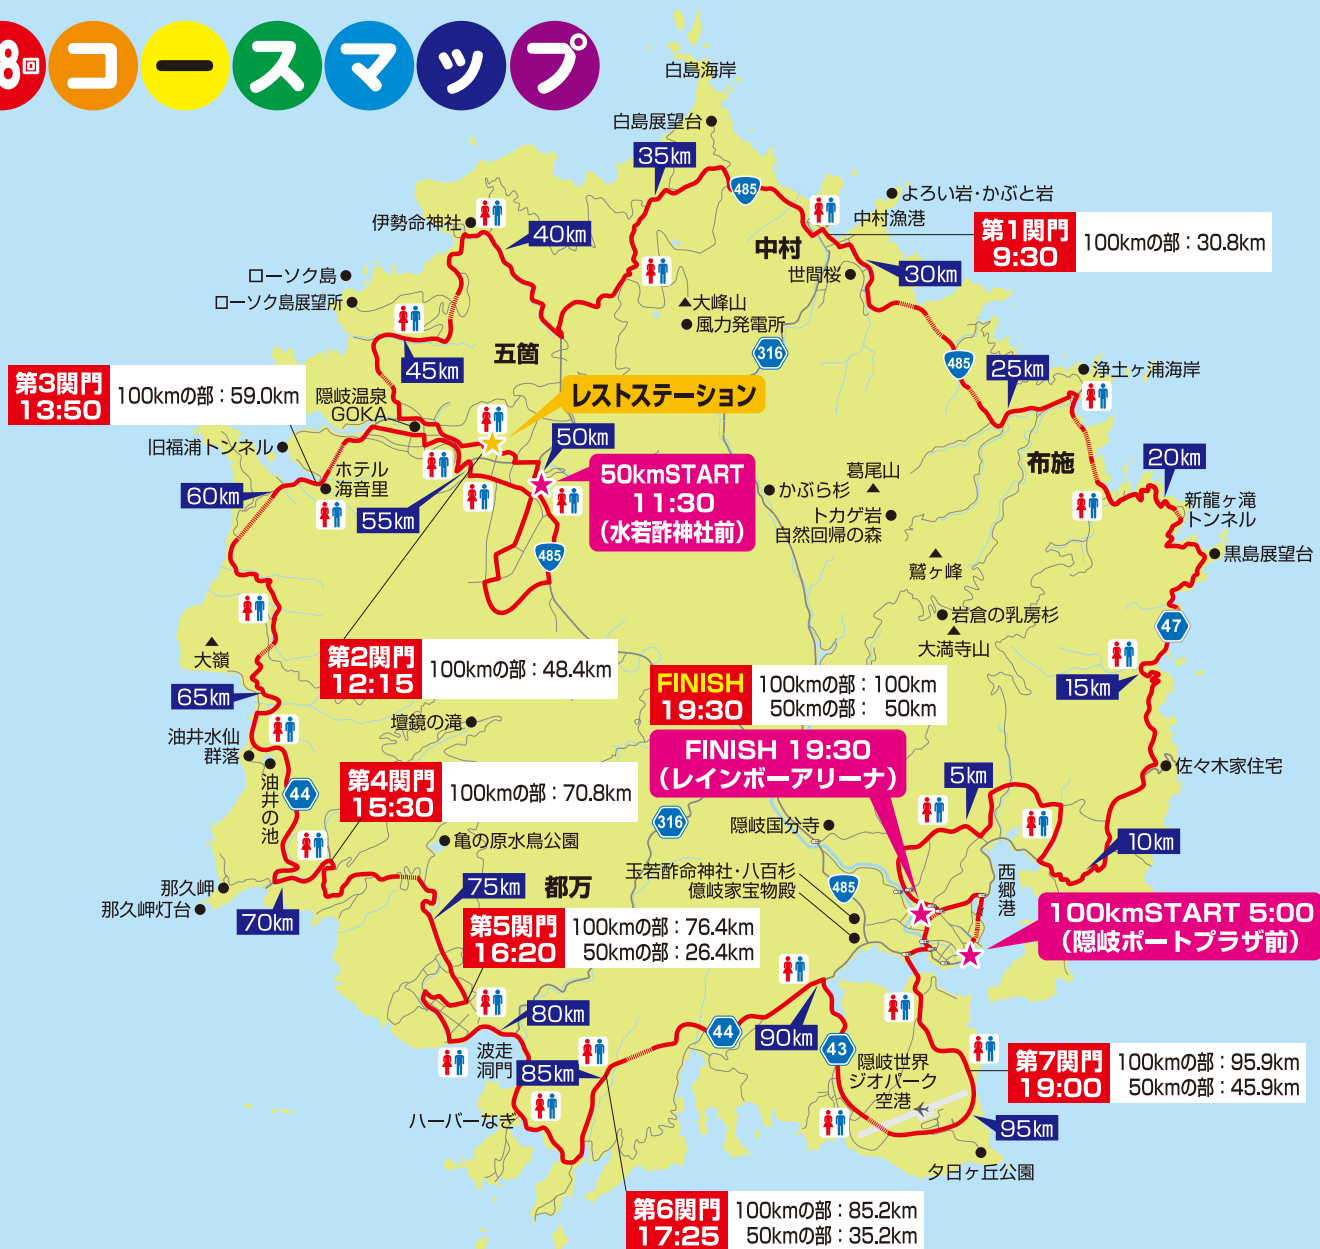 8回コースマップ
白島海岸
白島展望台
35km
485
よろい岩・かぶと岩
中村漁港
第1関門
9:30
100kmの部：30.8km
伊勢命神社
40km
中村
世間桜
30km
ローソク島
ローソク島展望所
大峰山
風力発電所
316
485
五箇
45km
25km
浄土ヶ浦海岸
第3関門
13:50
100kmの部：59.0km
隠岐温泉
GOKA
レストステーション
50km
旧福浦トンネル
ホテル
海音里
60km
55km
50kmSTART
11:30
（水若酢神社前）
485
布施
20km
葛尾山
かぶら杉
トカゲ岩
自然回帰の森
新龍ヶ滝
トンネル
黒島展望台
鷲ヶ峰
岩倉の乳房杉
大満寺山
47
15km
大嶺
第2関門
12:15
100kmの部：48.4km
65km
FINISH
19:30
100kmの部：100km
50kmの部： 50km
壇鏡の滝
油井水仙
群落
油井の池
44
FINISH 19:30
（レインボーアリーナ）
佐々木家住宅
第4関門
15:30
100kmの部：70.8km
5km
316
隠岐国分寺
亀の原水鳥公園
10km
玉若酢命神社・八百杉
億岐家宝物殿
485
西郷港
那久岬
那久岬灯台
75km
都万
70km
100kmSTART 5:00
（隠岐ポートプラザ前）
第5関門
16:20
100kmの部：76.4km
50kmの部：26.4km
80km
90km
44
43
波走
洞門
85km
隠岐世界
ジオパーク
空港
第7関門
19:00
100kmの部：95.9km
50kmの部：45.9km
ハーバーなぎ
95km
夕日ヶ丘公園
第6関門
17:25
100kmの部：85.2km
50kmの部：35.2km